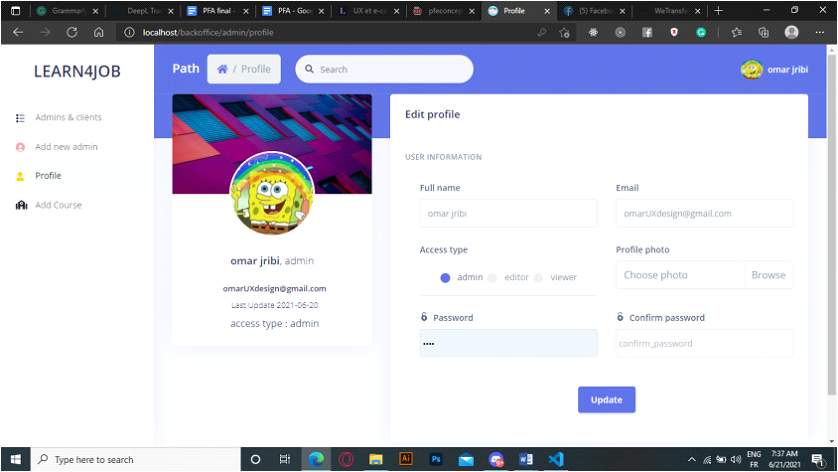 Grammarly
DeepL Tran
PFA final -
PFA - Goo
UX et e-co
pfeconcep
Profile
(5) Facebo
WeTransfe
localhost/backoffice/admin/profile
LEARN4JOB
Path
/ Profile
Search
omar jribi
Admins & clients
Add new admin
Profile
Add Course
omar jribi, admin
omarUXdesign@gmail.com
Last Update 2021-06-20
access type : admin
Edit profile
USER INFORMATION
Full name
Email
omar jribi
omarUXdesign@gmail.com
Access type
Profile photo
admin
editor
viewer
Choose photo
Browse
Password
Confirm password
••••
confirm_password
Update
Type here to search
Ai
Ps
ENG
FR
7:37 AM
6/21/2021